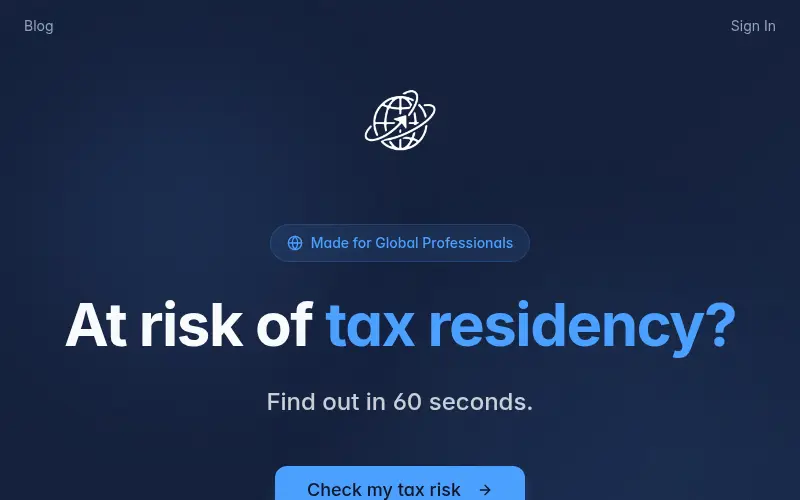 Blog
Sign In
Made for Global Professionals
At risk of tax residency?
Find out in 60 seconds.
Check my tax risk →